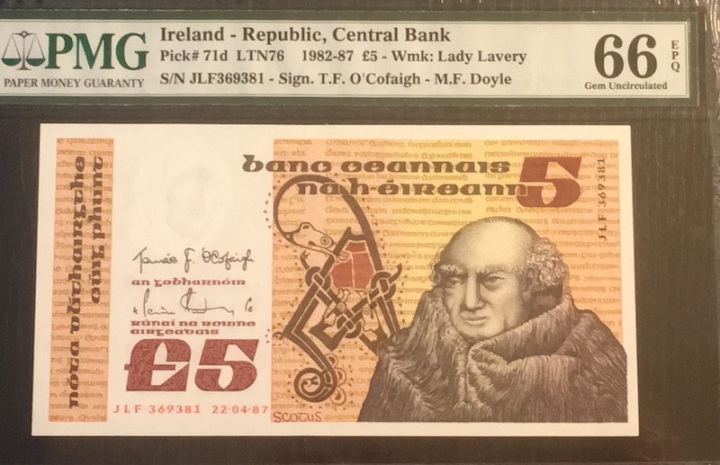 PMG
PAPER MONEY GUARANTY
Ireland - Republic, Central Bank
Pick# 71d LTN76 1982-87 £5 - Wmk: Lady Lavery
S/N JLF369381 - Sign. T.F. O'Cofaigh - M.F. Doyle
66 EPQ
Gem Uncirculated
banc ceannais
na h-éireann
5
JLF 369381
nóta dlíthairgthe
cúig phunt
Tomás F. Ó Cofaigh
an gobharnóir
rúnaí na roinne
airgeadais
£5
JLF 369381 22·04·87
SCOTUS